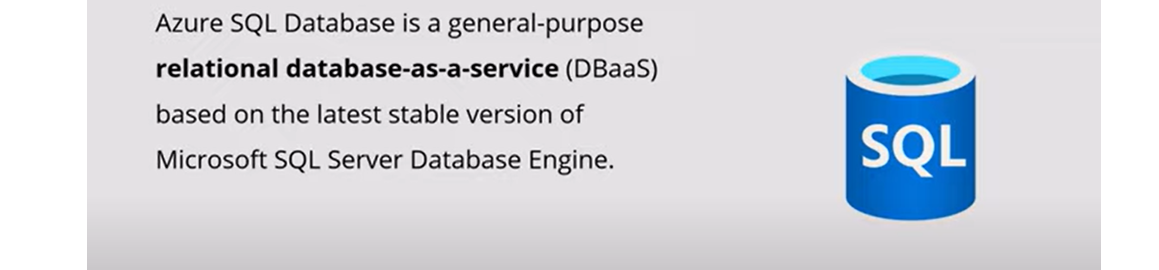 Azure SQL Database is a general-purpose
relational database-as-a-service (DBaaS)
based on the latest stable version of
Microsoft SQL Server Database Engine.
SQL